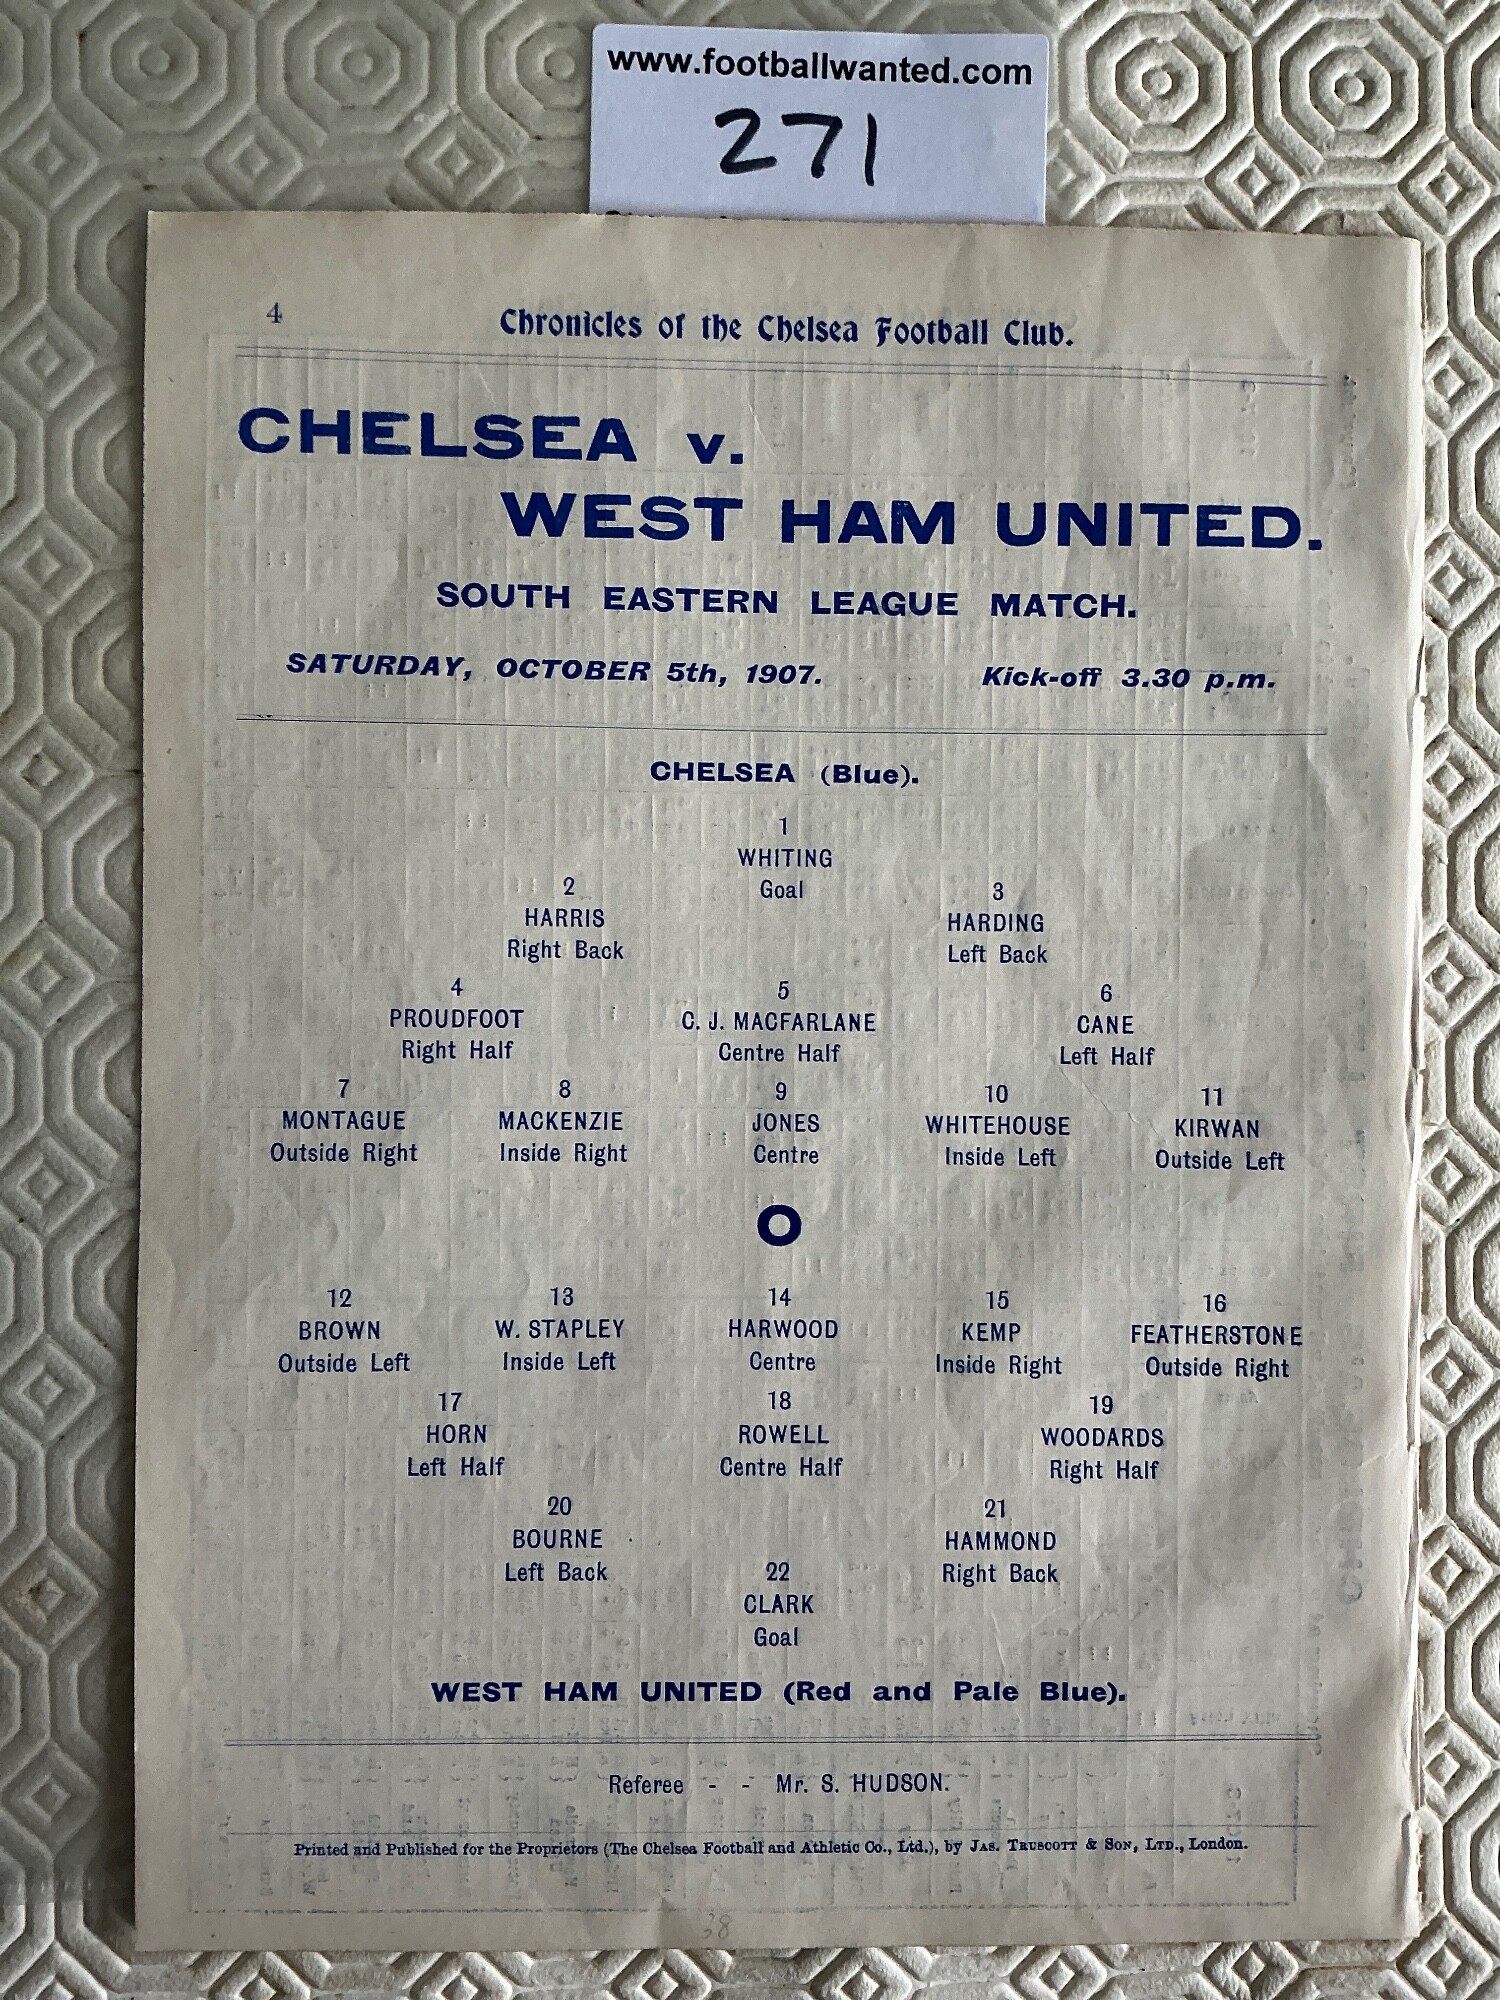 www.footballwanted.com
271
4
Chronicles of the Chelsea Football Club.
CHELSEA v.
WEST HAM UNITED.
SOUTH EASTERN LEAGUE MATCH.
SATURDAY, OCTOBER 5th, 1907. Kick-off 3.30 p.m.
CHELSEA (Blue).
1
WHITING
Goal
2 3
HARRIS HARDING
Right Back Left Back
4 5 6
PROUDFOOT C. J. MACFARLANE CANE
Right Half Centre Half Left Half
7 8 9 10 11
MONTAGUE MACKENZIE JONES WHITEHOUSE KIRWAN
Outside Right Inside Right Centre Inside Left Outside Left
O
12 13 14 15 16
BROWN W. STAPLEY HARWOOD KEMP FEATHERSTONE
Outside Left Inside Left Centre Inside Right Outside Right
17 18 19
HORN ROWELL WOODARDS
Left Half Centre Half Right Half
20 21
BOURNE HAMMOND
Left Back Right Back
22
CLARK
Goal
WEST HAM UNITED (Red and Pale Blue).
Referee - - Mr. S. HUDSON.
Printed and Published for the Proprietors (The Chelsea Football and Athletic Co., Ltd.), by JAS. TRUSCOTT & SON, LTD., London.
38